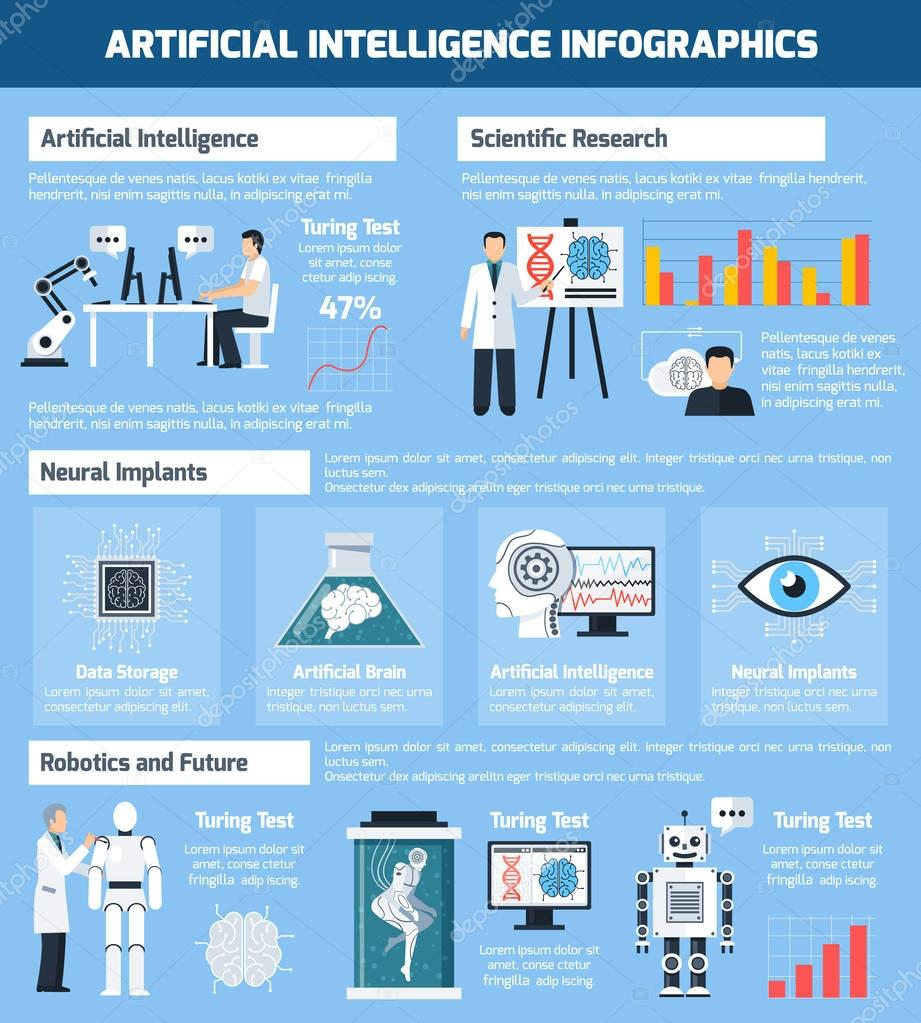 ARTIFICIAL INTELLIGENCE INFOGRAPHICS
Artificial Intelligence
Pellentesque de venes natis, lacus kotiki ex vitae fringilla
hendrerit, nisi enim sagittis nulla, in adipiscing erat mi.
Turing Test
Lorem ipsum dolor
sit amet, conse
ctetur adip iscing.
47%
Pellentesque de venes natis, lacus kotiki ex vitae fringilla
hendrerit, nisi enim sagittis nulla, in adipiscing erat mi.
Scientific Research
Pellentesque de venes natis, lacus kotiki ex vitae fringilla hendrerit,
nisi enim sagittis nulla, in adipiscing erat mi.
Pellentesque de venes
natis, lacus kotiki ex
vitae fringilla hendrerit,
nisi enim sagittis nulla,
in adipiscing erat mi.
Neural Implants
Lorem ipsum dolor sit amet, consectetur adipiscing elit. Integer tristique orci nec urna tristique. Lorem ipsum non
luctus sem.
Onsectetur dex adipiscing arelitn eger tristique orci nec urna tristique.
Data Storage
Lorem ipsum dolor sit amet,
consectetur adipiscing elit.
Artificial Brain
Integer tristique orci nec urna
tristique. Lorem ipsum non.
Artificial Intelligence
Lorem ipsum dolor sit amet,
consectetur adipiscing elit.
Neural Implants
Integer tristique orci nec urna
tristique. Lorem ipsum non.
Robotics and Future
Lorem ipsum dolor sit amet, consectetur adipiscing elit. Integer tristique orci nec urna tristique. Lorem ipsum non
luctus sem.
Onsectetur dex adipiscing arelitn eger tristique orci nec urna tristique.
Turing Test
Lorem ipsum dolor sit
amet, conse ctetur
fringilla adip iscing.
Turing Test
Lorem ipsum dolor sit
amet, conse ctetur
fringilla adip iscing.
Turing Test
Lorem ipsum dolor sit
amet, conse ctetur
fringilla adip iscing.
depositphotos